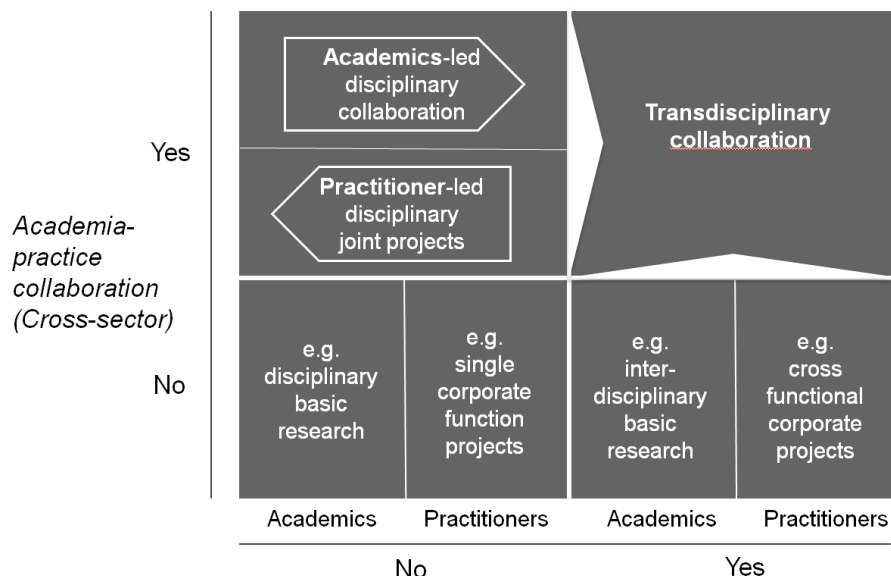 Academics-led
disciplinary
collaboration
Transdisciplinary
collaboration
Yes
Practitioner-led
disciplinary
joint projects
Academia-
practice
collaboration
(Cross-sector)
No
e.g.
disciplinary
basic
research
e.g.
single
corporate
function
projects
e.g.
inter-
disciplinary
basic
research
e.g.
cross
functional
corporate
projects
Academics
Practitioners
Academics
Practitioners
No
Yes